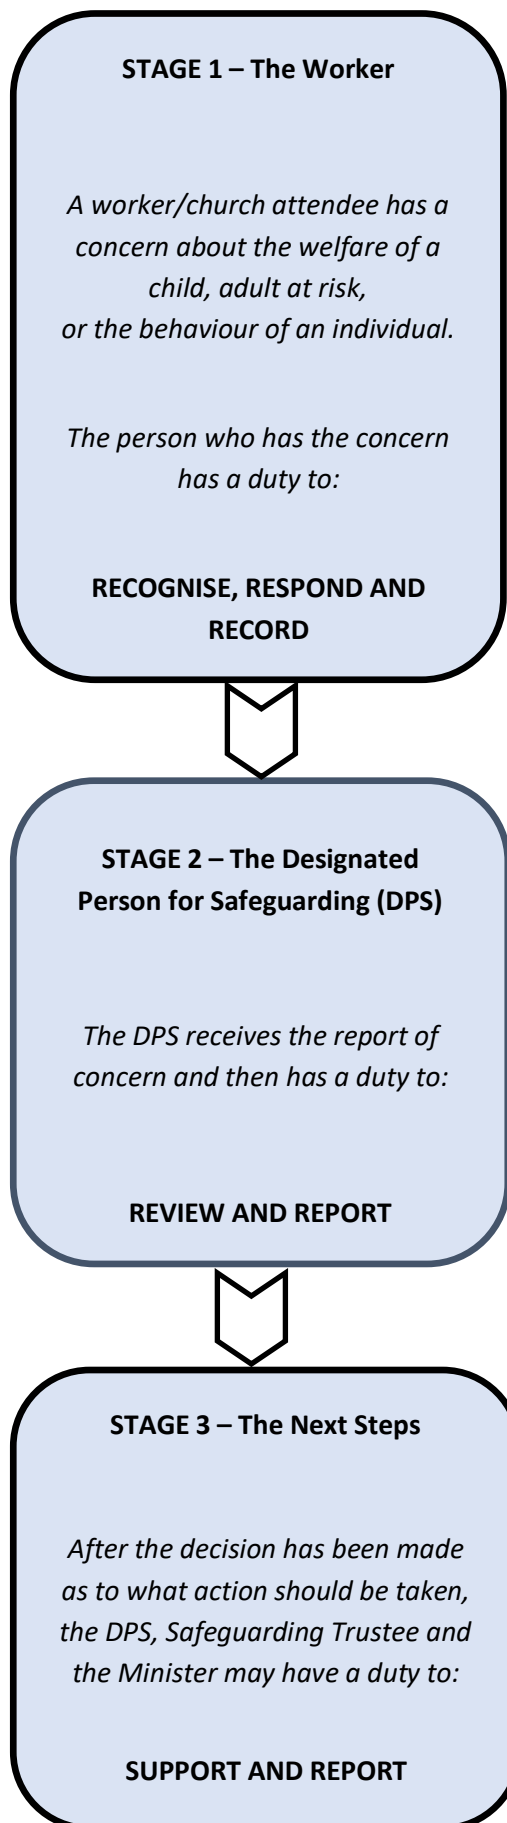 STAGE 1 – The Worker
A worker/church attendee has a
concern about the welfare of a
child, adult at risk,
or the behaviour of an individual.
The person who has the concern
has a duty to:
RECOGNISE, RESPOND AND
RECORD
STAGE 2 – The Designated
Person for Safeguarding (DPS)
The DPS receives the report of
concern and then has a duty to:
REVIEW AND REPORT
STAGE 3 – The Next Steps
After the decision has been made
as to what action should be taken,
the DPS, Safeguarding Trustee and
the Minister may have a duty to:
SUPPORT AND REPORT